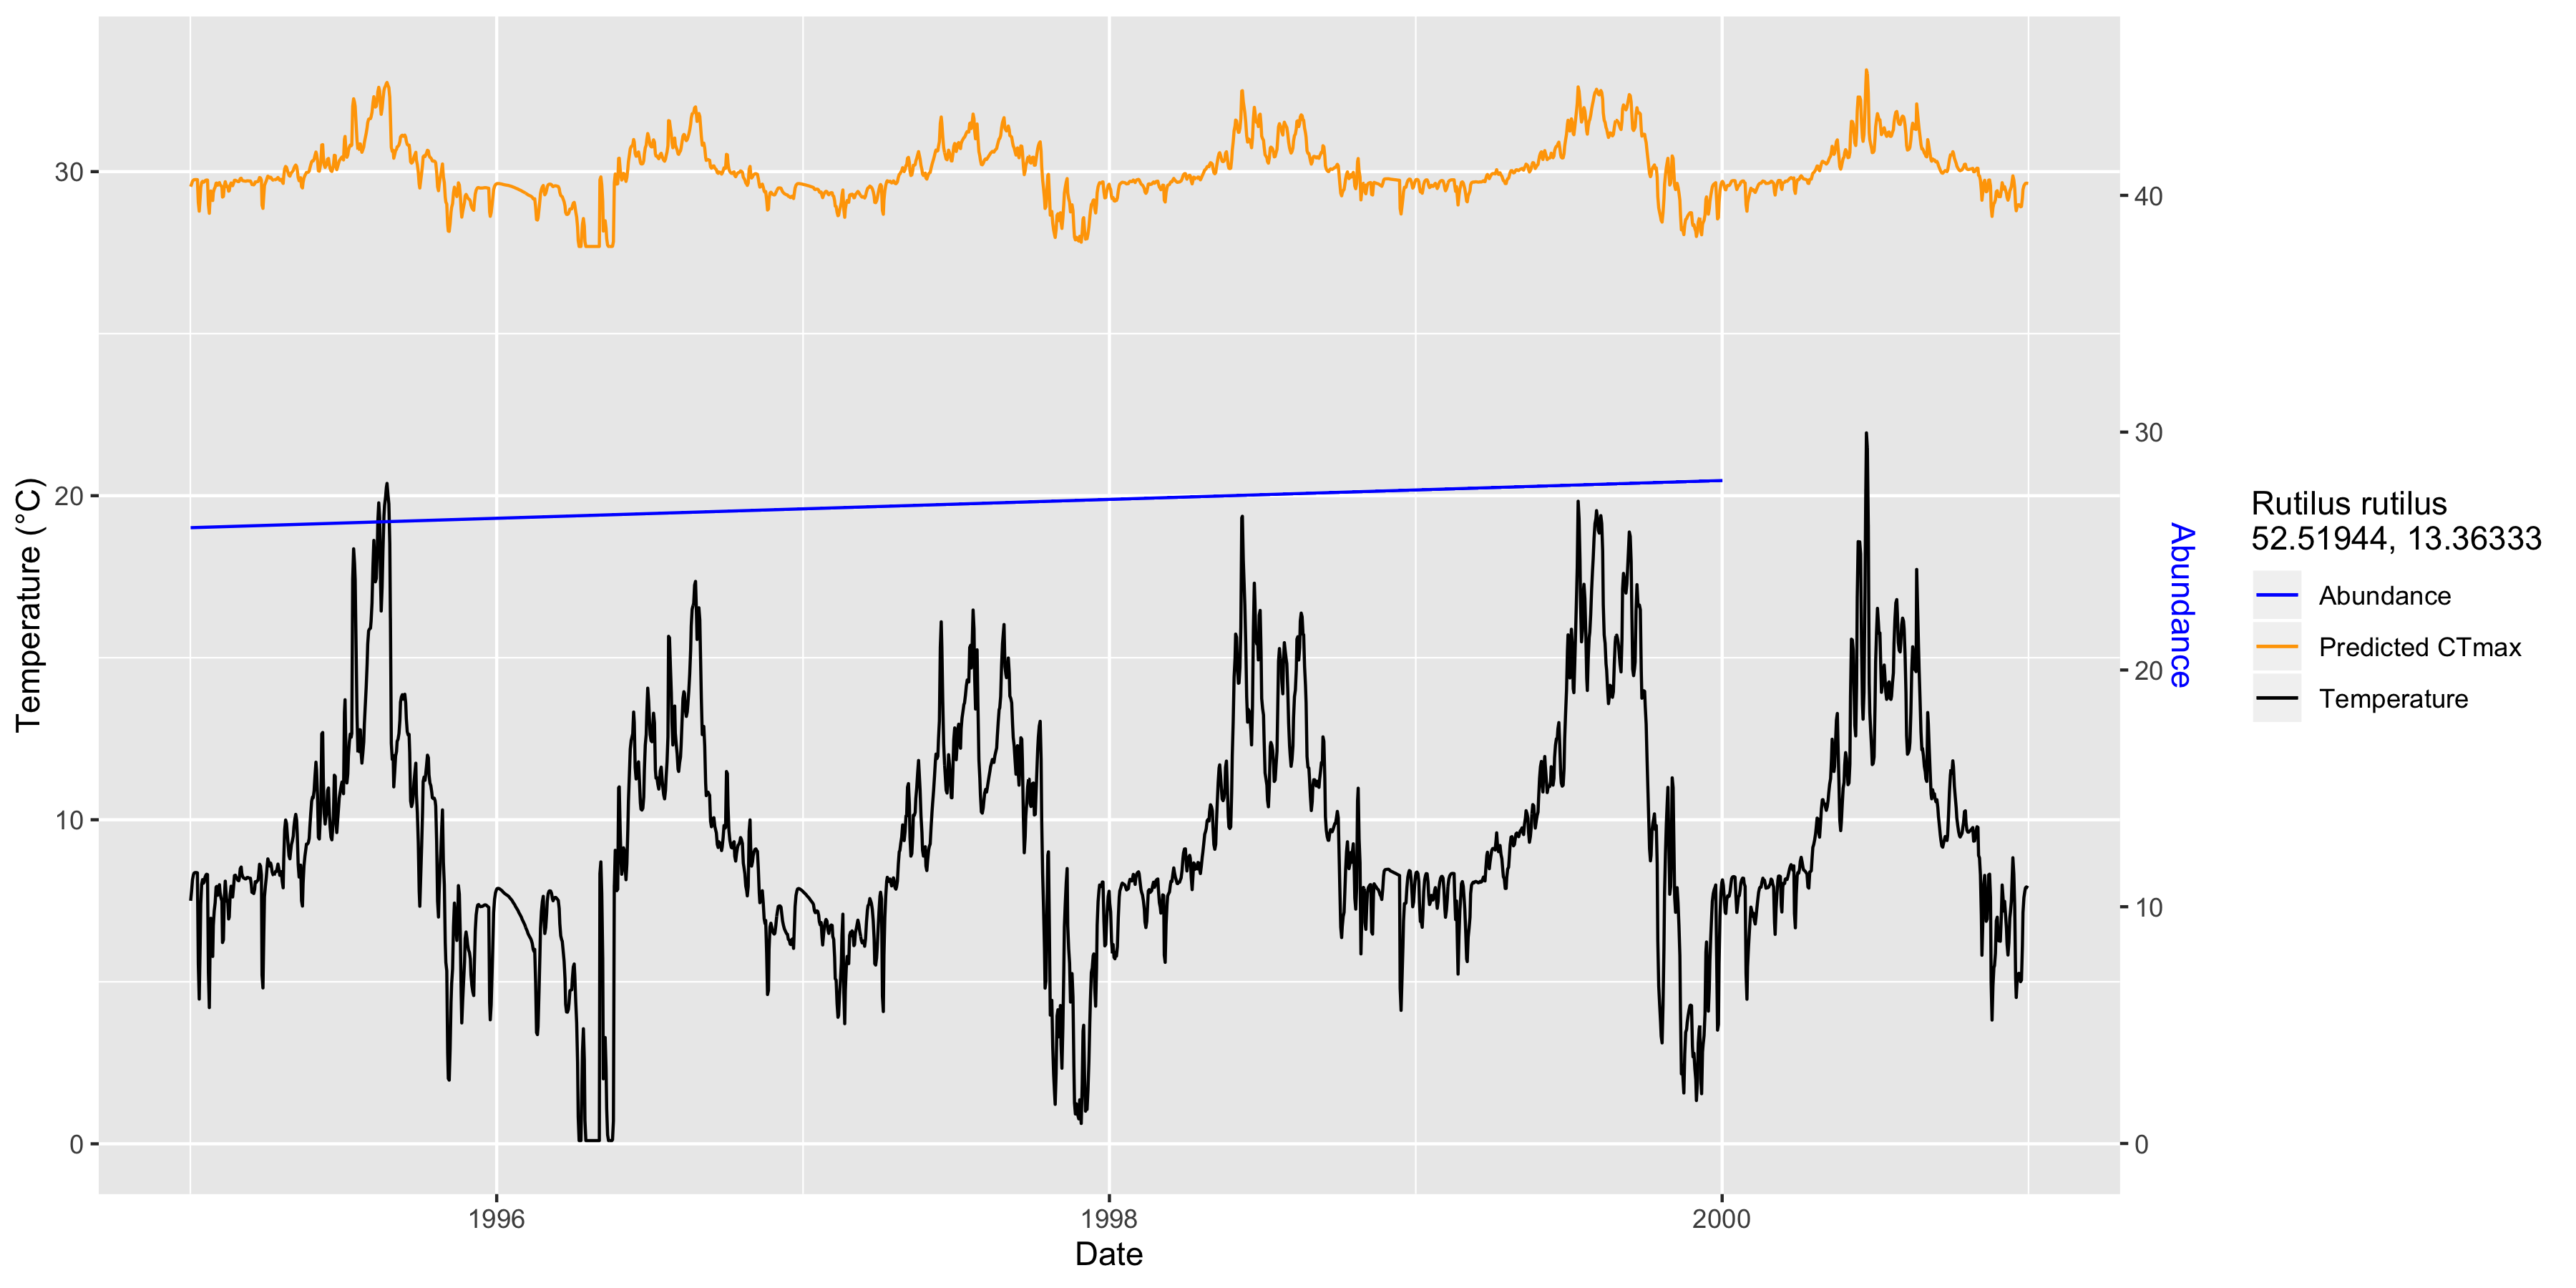 Temperature (°C)
30
20
10
0
1996
1998
2000
Date
40
30
20
10
0
Abundance
Rutilus rutilus
52.51944, 13.36333
Abundance
Predicted CTmax
Temperature